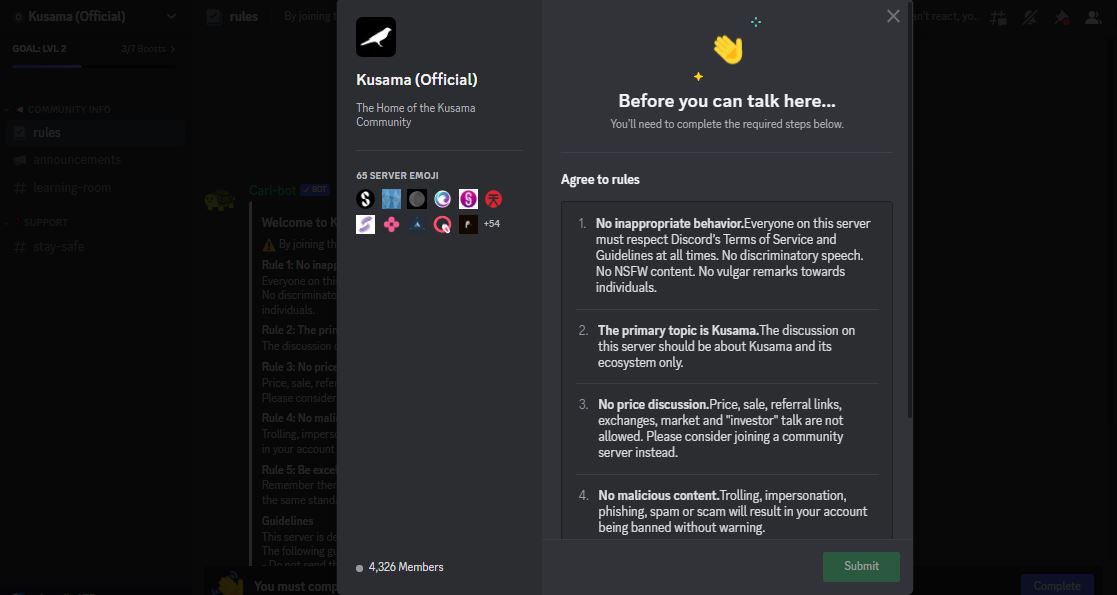 Kusama (Official)
rules
By joining t
an't react, yo...
GOAL: LVL 2
3/7 Boosts
COMMUNITY INFO
rules
announcements
learning-room
SUPPORT
stay-safe
Carl-bot
BOT
Welcome to K
By joining th
Rule 1: No inapp
Everyone on this
No discriminato
individuals.
Rule 2: The prin
The discussion o
Rule 3: No price
Price, sale, refer
Please consider
Rule 4: No mali
Trolling, imperso
in your account
Rule 5: Be excel
Remember ther
the same standa
Guidelines
This server is de
The following gu
- Do not send th
You must comp
Complete
Kusama (Official)
The Home of the Kusama
Community
65 SERVER EMOJI
+54
4,326 Members
Before you can talk here...
You'll need to complete the required steps below.
Agree to rules
1. No inappropriate behavior.Everyone on this server
must respect Discord's Terms of Service and
Guidelines at all times. No discriminatory speech.
No NSFW content. No vulgar remarks towards
individuals.
2. The primary topic is Kusama.The discussion on
this server should be about Kusama and its
ecosystem only.
3. No price discussion.Price, sale, referral links,
exchanges, market and "investor" talk are not
allowed. Please consider joining a community
server instead.
4. No malicious content.Trolling, impersonation,
phishing, spam or scam will result in your account
being banned without warning.
Submit